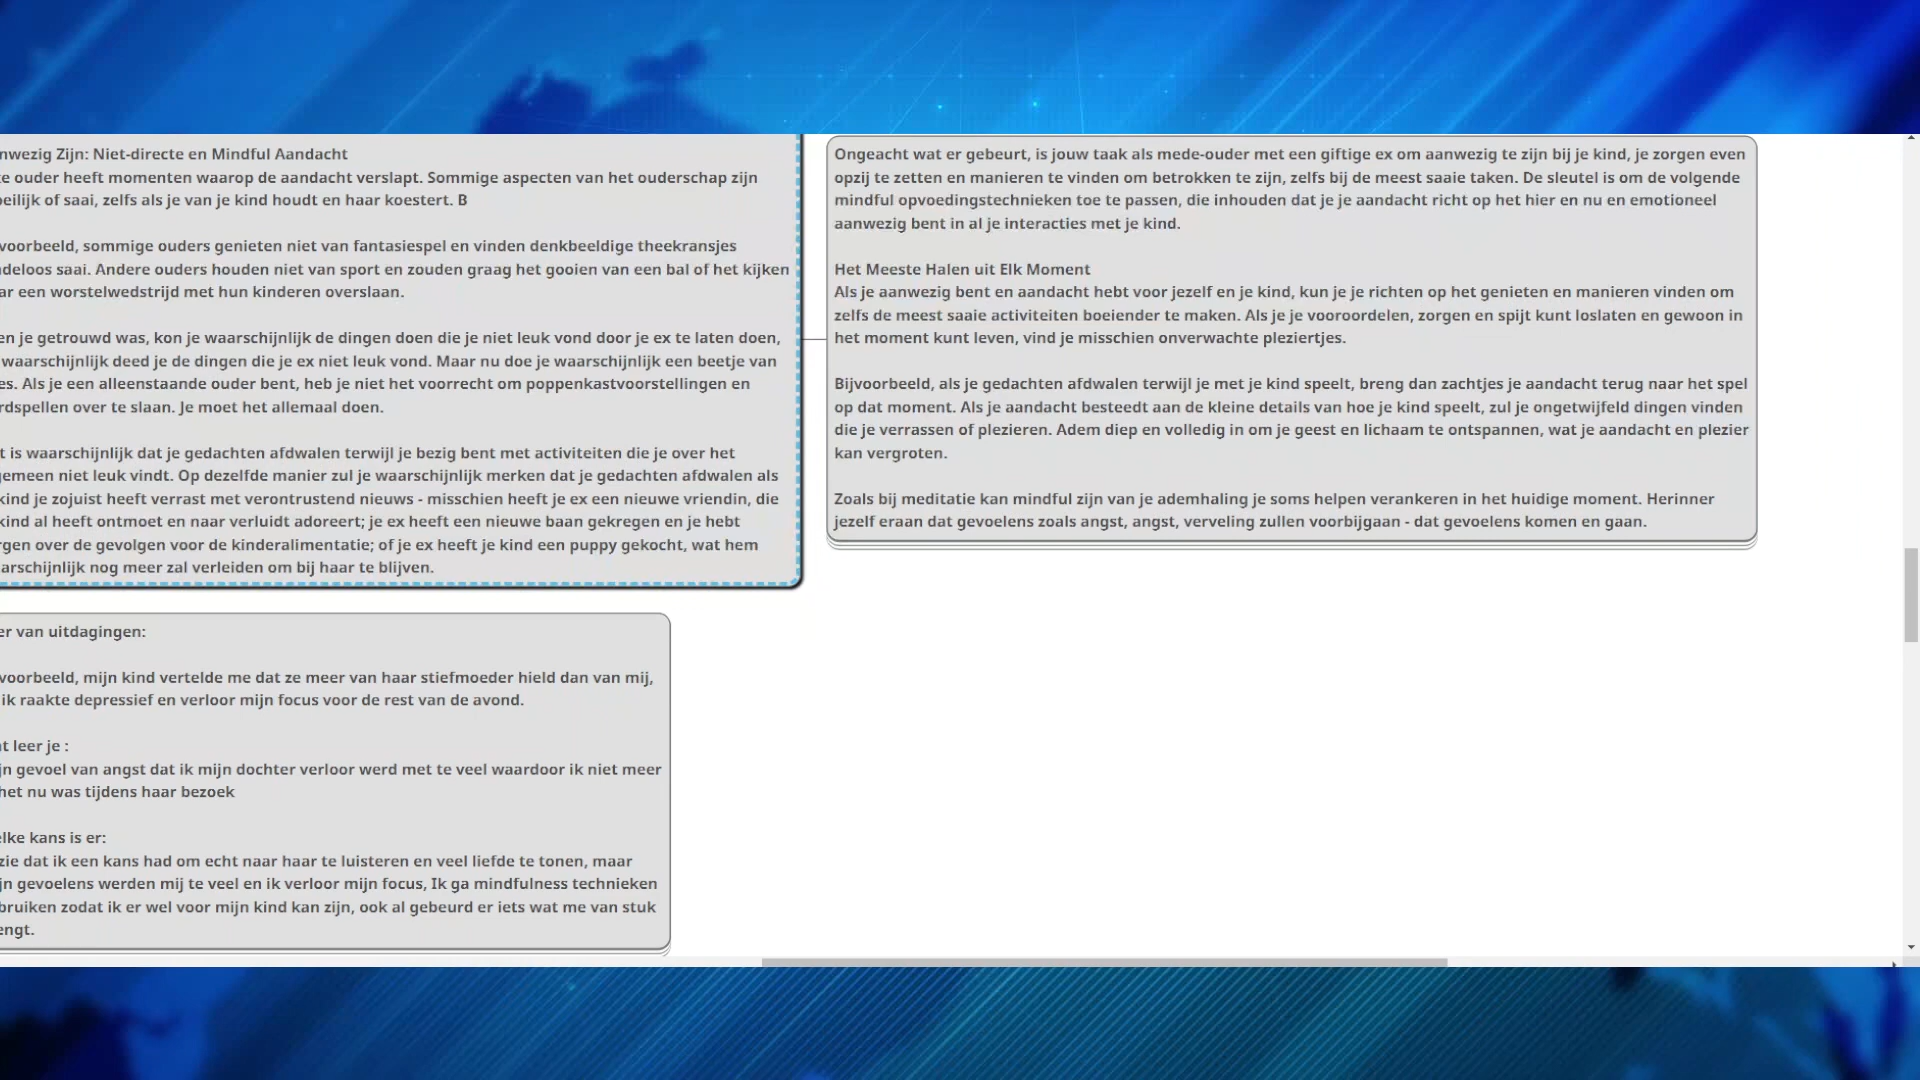 nwezig Zijn: Niet-directe en Mindful Aandacht
ke ouder heeft momenten waarop de aandacht verslapt. Sommige aspecten van het ouderschap zijn
eilijk of saai, zelfs als je van je kind houdt en haar koestert. B
voorbeeld, sommige ouders genieten niet van fantasiespel en vinden denkbeeldige theekransjes
deloos saai. Andere ouders houden niet van sport en zouden graag het gooien van een bal of het kijken
ar een worstelwedstrijd met hun kinderen overslaan.
en je getrouwd was, kon je waarschijnlijk de dingen doen die je niet leuk vond door je ex te laten doen,
waarschijnlijk deed je de dingen die je ex niet leuk vond. Maar nu doe je waarschijnlijk een beetje van
es. Als je een alleenstaande ouder bent, heb je niet het voorrecht om poppenkastvoorstellingen en
rdspellen over te slaan. Je moet het allemaal doen.
t is waarschijnlijk dat je gedachten afdwalen terwijl je bezig bent met activiteiten die je over het
gemeen niet leuk vindt. Op dezelfde manier zul je waarschijnlijk merken dat je gedachten afdwalen als
kind je zojuist heeft verrast met verontrustend nieuws - misschien heeft je ex een nieuwe vriendin, die
kind al heeft ontmoet en naar verluidt adoreert; je ex heeft een nieuwe baan gekregen en je hebt
rgen over de gevolgen voor de kinderalimentatie; of je ex heeft je kind een puppy gekocht, wat hem
arschijnlijk nog meer zal verleiden om bij haar te blijven.
Ongeacht wat er gebeurt, is jouw taak als mede-ouder met een giftige ex om aanwezig te zijn bij je kind, je zorgen even
opzij te zetten en manieren te vinden om betrokken te zijn, zelfs bij de meest saaie taken. De sleutel is om de volgende
mindful opvoedingstechnieken toe te passen, die inhouden dat je je aandacht richt op het hier en nu en emotioneel
aanwezig bent in al je interacties met je kind.
Het Meeste Halen uit Elk Moment
Als je aanwezig bent en aandacht hebt voor jezelf en je kind, kun je je richten op het genieten en manieren vinden om
zelfs de meest saaie activiteiten boeiender te maken. Als je je vooroordelen, zorgen en spijt kunt loslaten en gewoon in
het moment kunt leven, vind je misschien onverwachte pleziertjes.
Bijvoorbeeld, als je gedachten afdwalen terwijl je met je kind speelt, breng dan zachtjes je aandacht terug naar het spel
op dat moment. Als je aandacht besteedt aan de kleine details van hoe je kind speelt, zul je ongetwijfeld dingen vinden
die je verrassen of plezieren. Adem diep en volledig in om je geest en lichaam te ontspannen, wat je aandacht en plezier
kan vergroten.
Zoals bij meditatie kan mindful zijn van je ademhaling je soms helpen verankeren in het huidige moment. Herinner
jezelf eraan dat gevoelens zoals angst, angst, verveling zullen voorbijgaan - dat gevoelens komen en gaan.
er van uitdagingen:
voorbeeld, mijn kind vertelde me dat ze meer van haar stiefmoeder hield dan van mij,
ik raakte depressief en verloor mijn focus voor de rest van de avond.
t leer je :
jn gevoel van angst dat ik mijn dochter verloor werd met te veel waardoor ik niet meer
het nu was tijdens haar bezoek
elke kans is er:
zie dat ik een kans had om echt naar haar te luisteren en veel liefde te tonen, maar
jn gevoelens werden mij te veel en ik verloor mijn focus, Ik ga mindfulness technieken
bruiken zodat ik er wel voor mijn kind kan zijn, ook al gebeurd er iets wat me van stuk
engt.